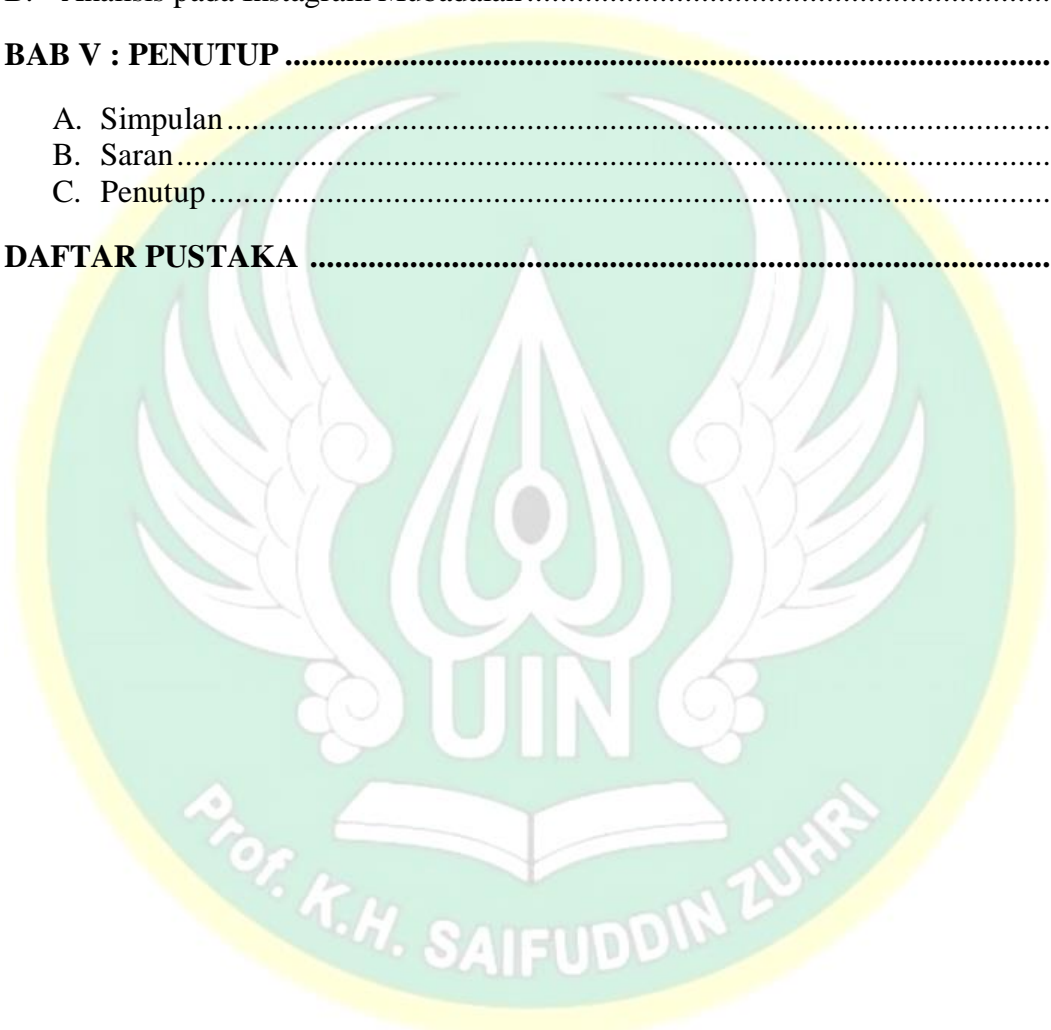 BAB V : PENUTUP ................................................................................................
A. Simpulan ................................................................................................
B. Saran ................................................................................................
C. Penutup ................................................................................................
DAFTAR PUSTAKA ................................................................................................
UIN
Prof. K.H. SAIFUDDIN ZUHRI